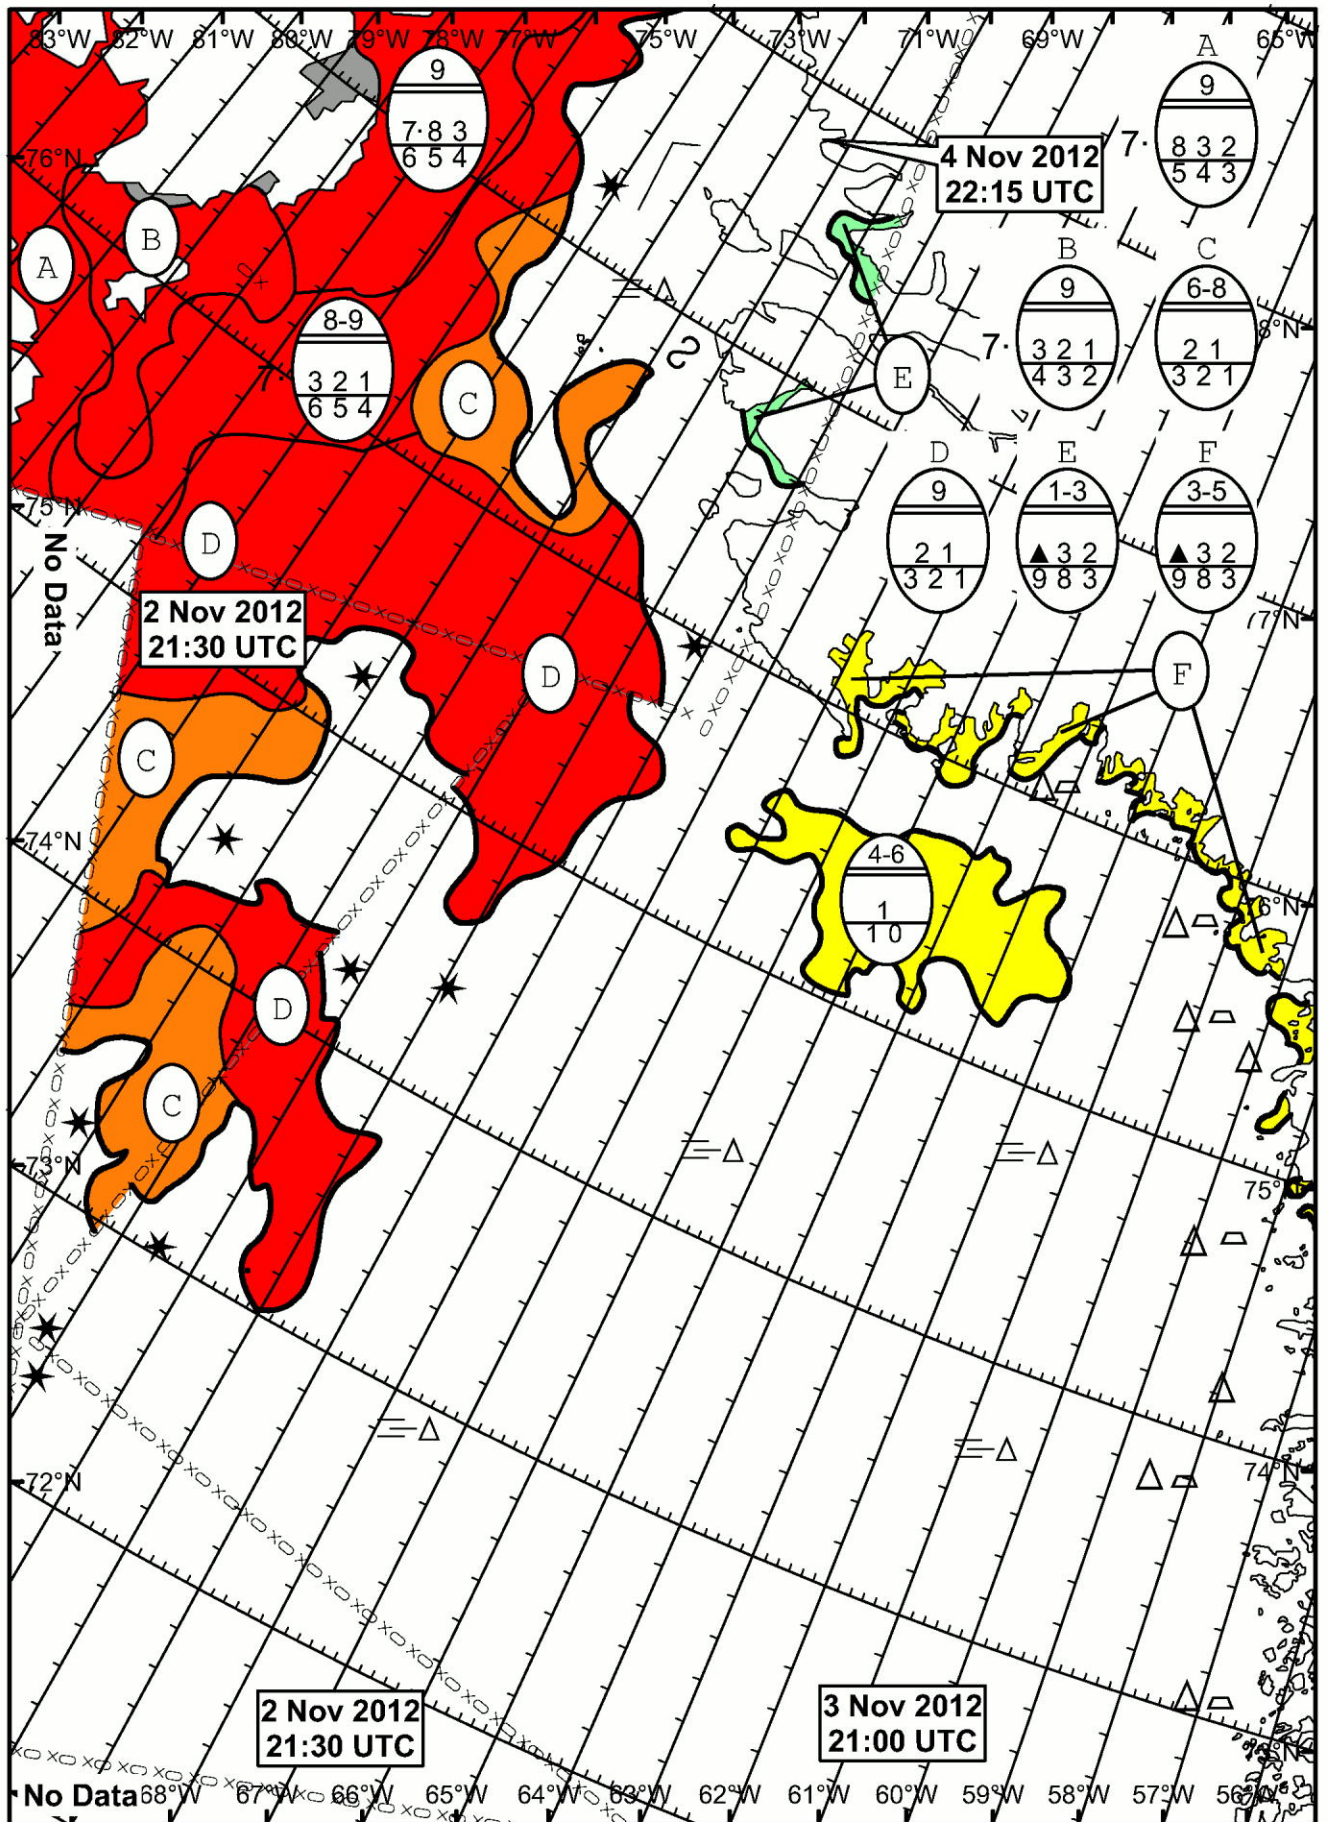 83°W 82°W 81°W 80°W 79°W 78°W 77°W 75°W 73°W 71°W 69°W 65°W
9
7·8 3
6 5 4
A
9
7· 8 3 2
5 4 3
4 Nov 2012
22:15 UTC
76°N
B
A
B
9
7· 3 2 1
4 3 2
C
6-8
2 1
3 2 1
8°N
8-9
7· 3 2 1
6 5 4
C
E
D
9
2 1
3 2 1
E
1-3
▲ 3 2
9 8 3
F
3-5
▲ 3 2
9 8 3
75°N
No Data
D
2 Nov 2012
21:30 UTC
77°N
D
F
C
74°N
4-6
1
1 0
76°N
D
C
73°N
75°
72°N
74°N
2 Nov 2012
21:30 UTC
3 Nov 2012
21:00 UTC
No Data
68°W 67°W 66°W 65°W 64°W 63°W 62°W 61°W 60°W 59°W 58°W 57°W 56°W